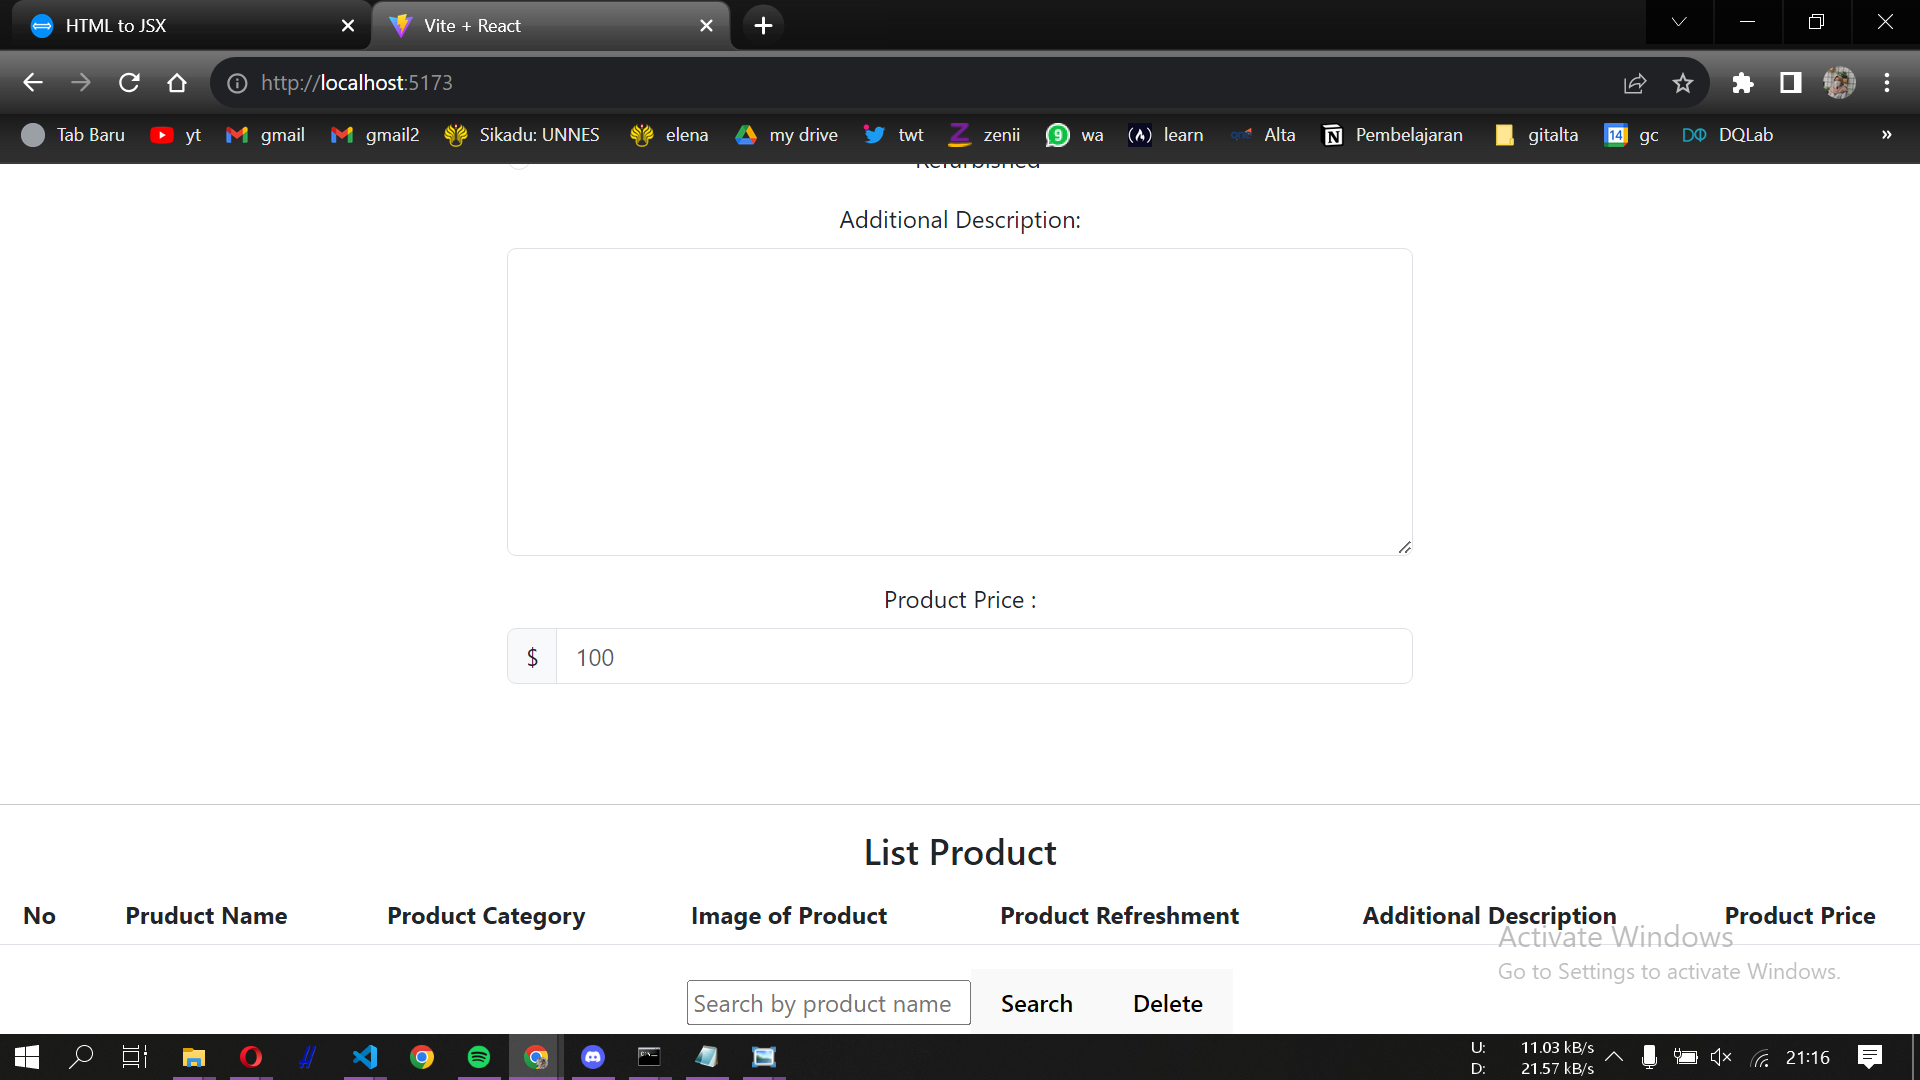 HTML to JSX
Vite + React
http://localhost:5173
Tab Baru yt gmail gmail2 Sikadu: UNNES elena my drive twt zenii 9 wa learn Alta Pembelajaran gitalta 14 gc DQLab »
Refurbished
Additional Description:
Product Price :
$ 100
List Product
No Pruduct Name Product Category Image of Product Product Refreshment Additional Description Product Price
Activate Windows
Go to Settings to activate Windows.
Search by product name Search Delete
U: 11.03 kB/s
D: 21.57 kB/s
21:16